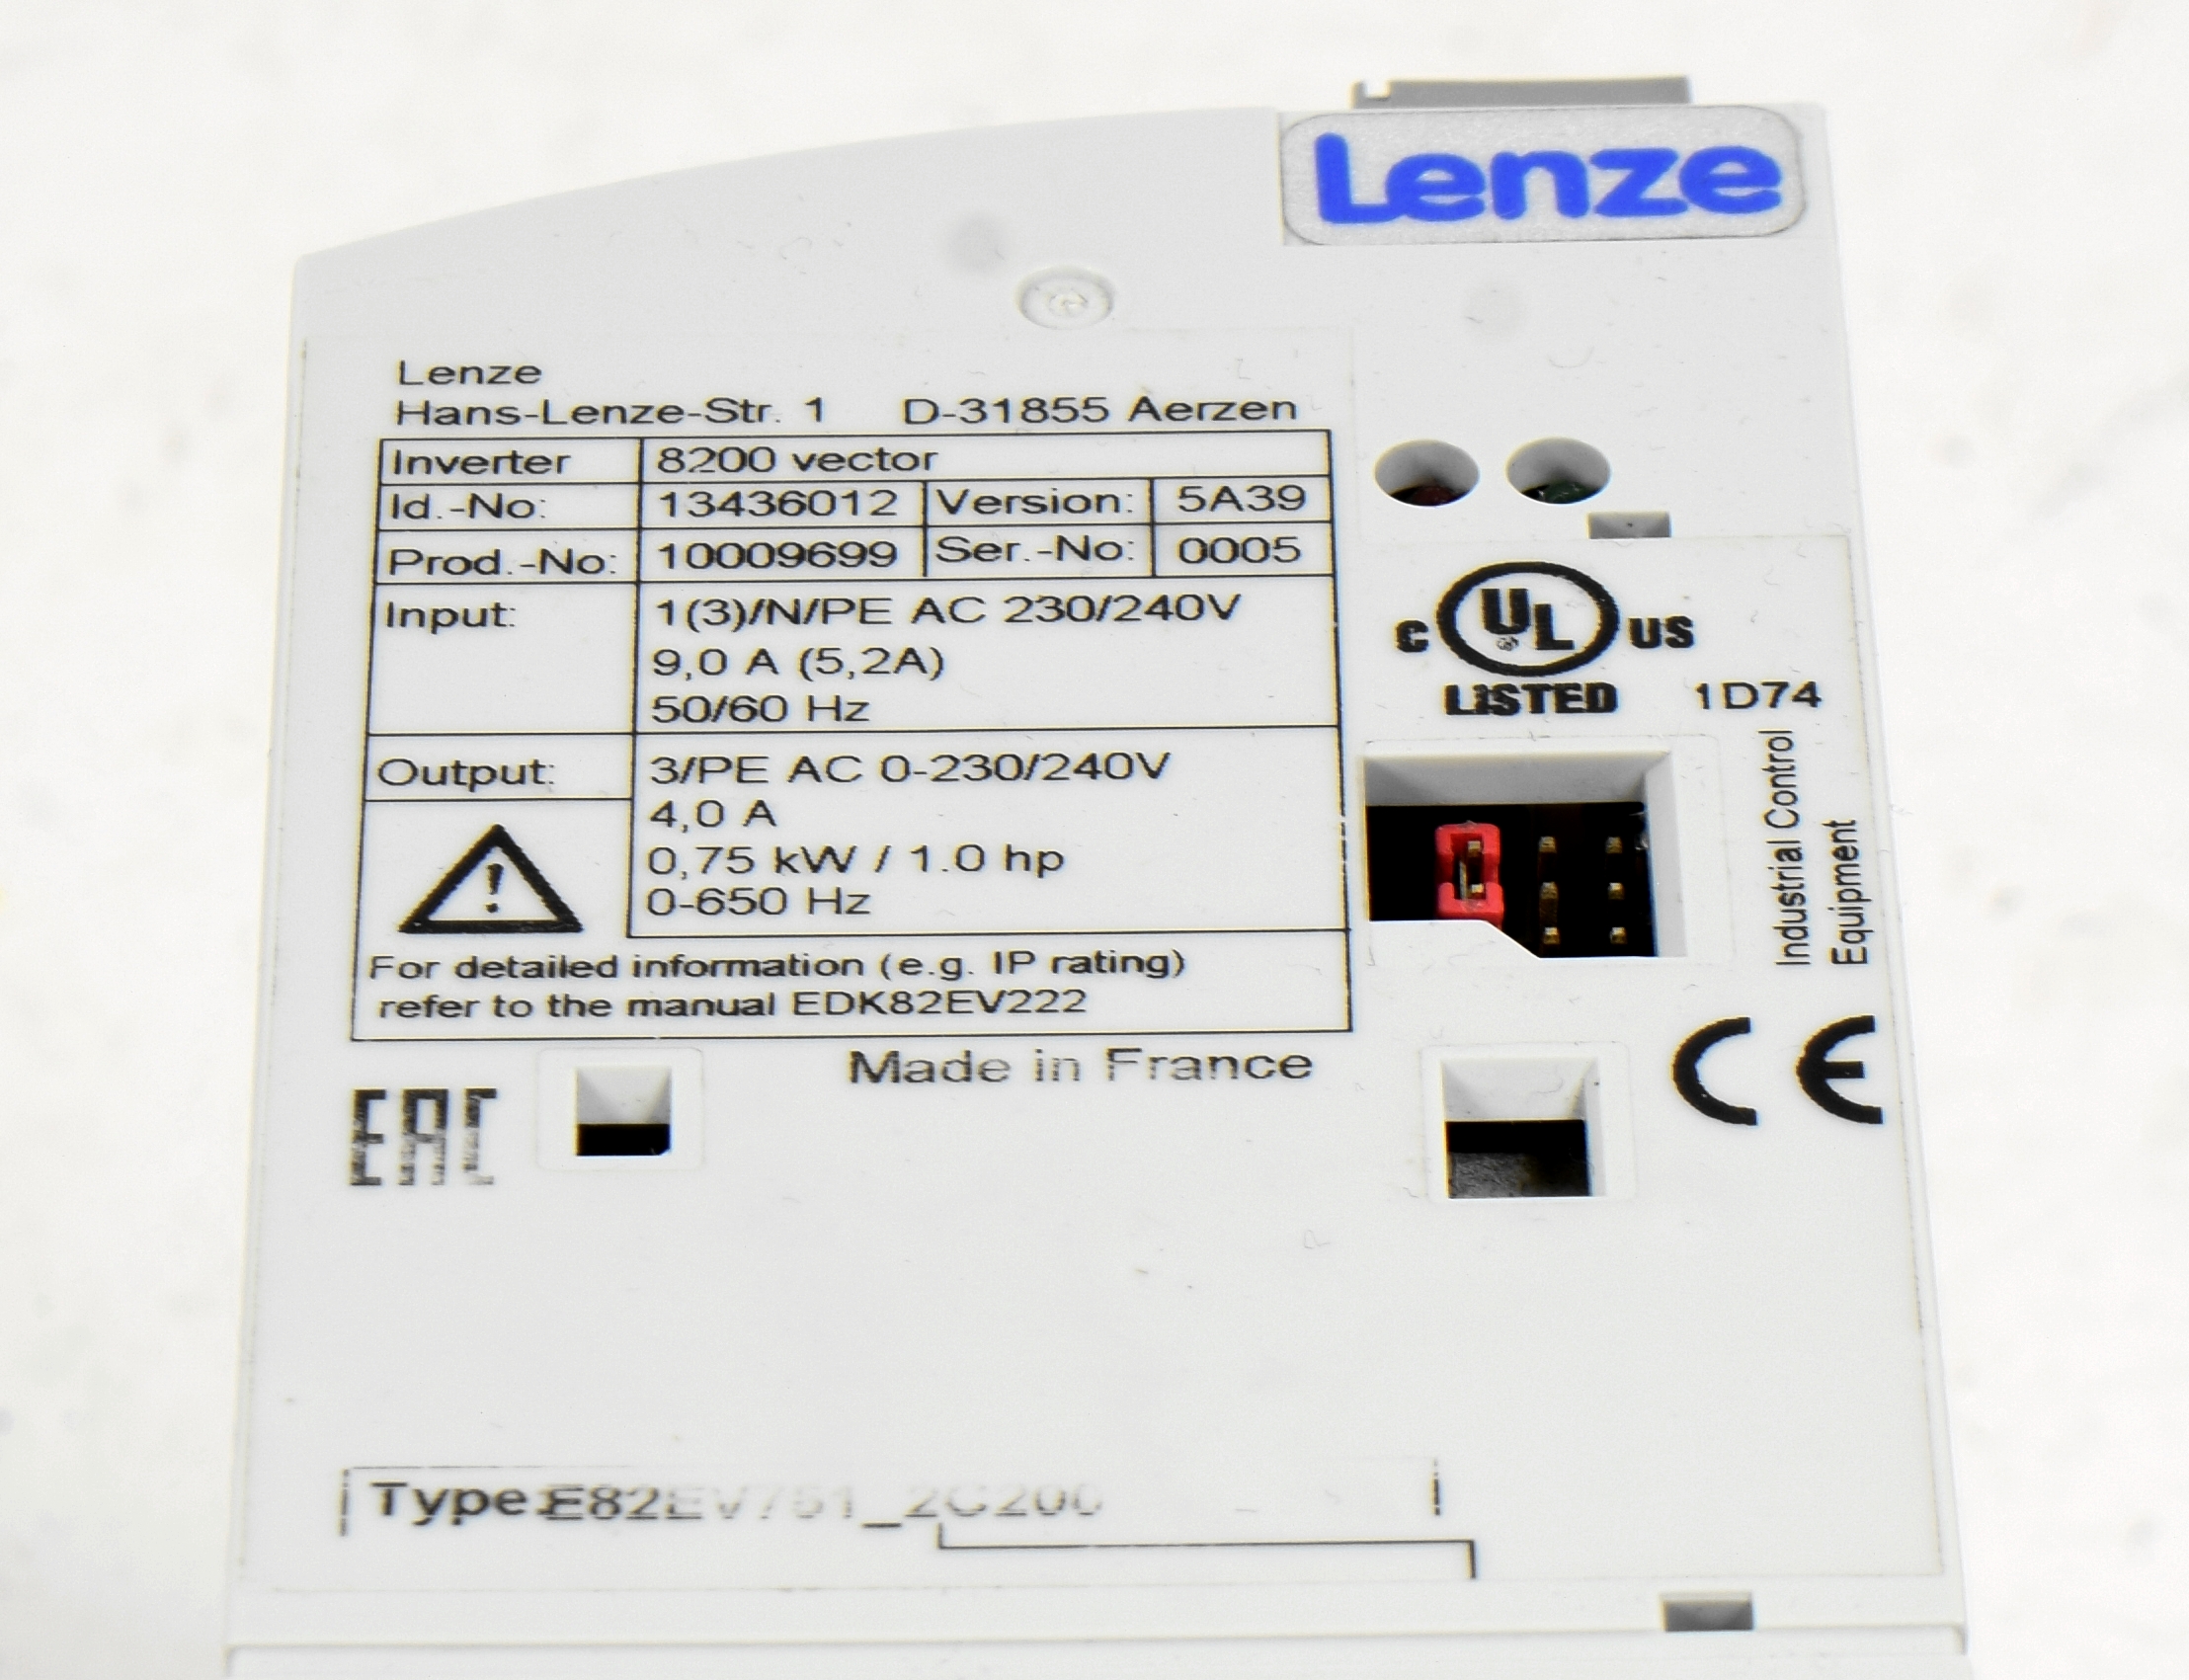 Lenze
Lenze
Hans-Lenze-Str. 1 D-31855 Aerzen
Inverter 8200 vector
Id.-No: 13436012 Version: 5A39
Prod.-No: 10009699 Ser.-No: 0005
Input: 1(3)/N/PE AC 230/240V
9,0 A (5,2A)
50/60 Hz
Output: 3/PE AC 0-230/240V
4,0 A
0,75 kW / 1.0 hp
0-650 Hz
For detailed information (e.g. IP rating)
refer to the manual EDK82EV222
Made in France
EAC
C UL US
LISTED 1D74
Industrial Control
Equipment
CE
Type: E82EV751_2C200